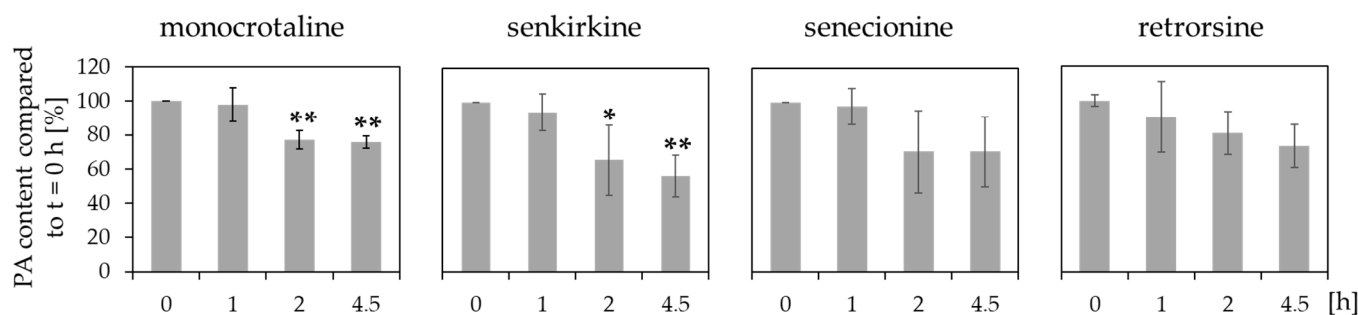 monocrotaline senkirkine senecionine retrorsine
PA content compared
to t = 0 h [%]
120
100
80
60
40
20
0
** **
* **
0 1 2 4.5 0 1 2 4.5 0 1 2 4.5 0 1 2 4.5 [h]